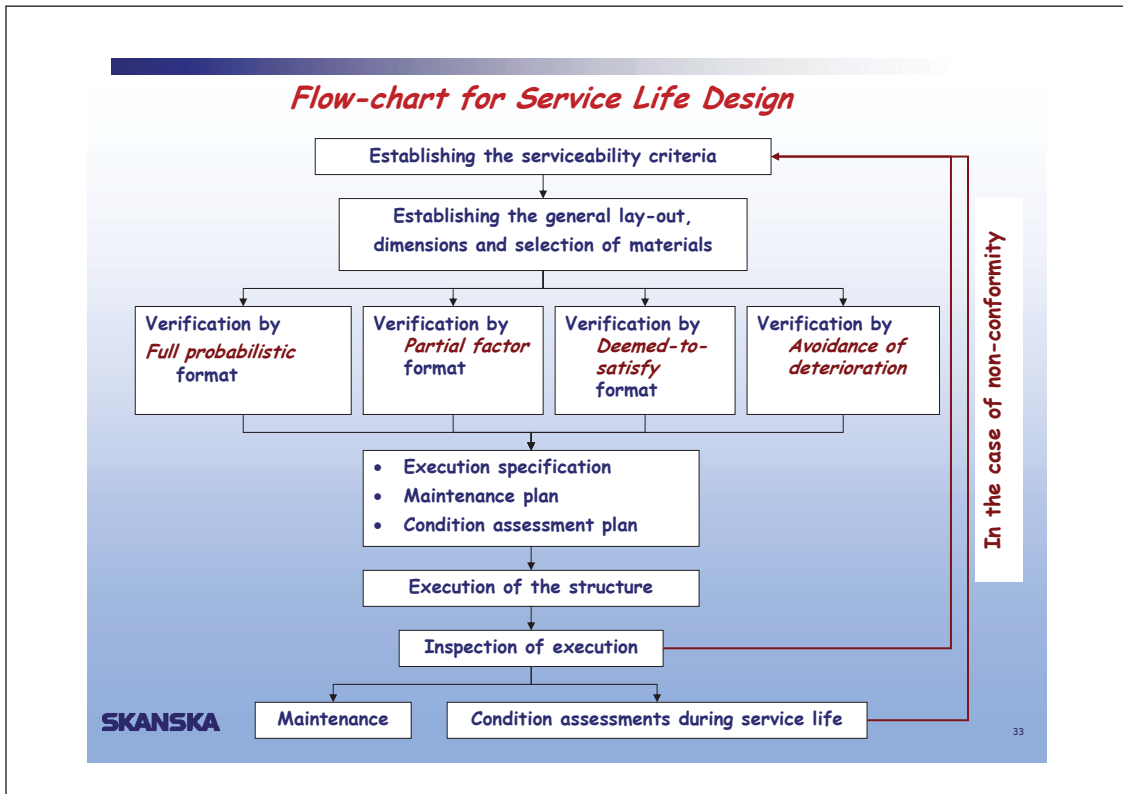 Flow-chart for Service Life Design
Establishing the serviceability criteria
Establishing the general lay-out,
dimensions and selection of materials
Verification by
Full probabilistic
format
Verification by
Partial factor
format
Verification by
Deemed-to-
satisfy
format
Verification by
Avoidance of
deterioration
• Execution specification
• Maintenance plan
• Condition assessment plan
Execution of the structure
Inspection of execution
Maintenance
Condition assessments during service life
In the case of non-conformity
SKANSKA
33